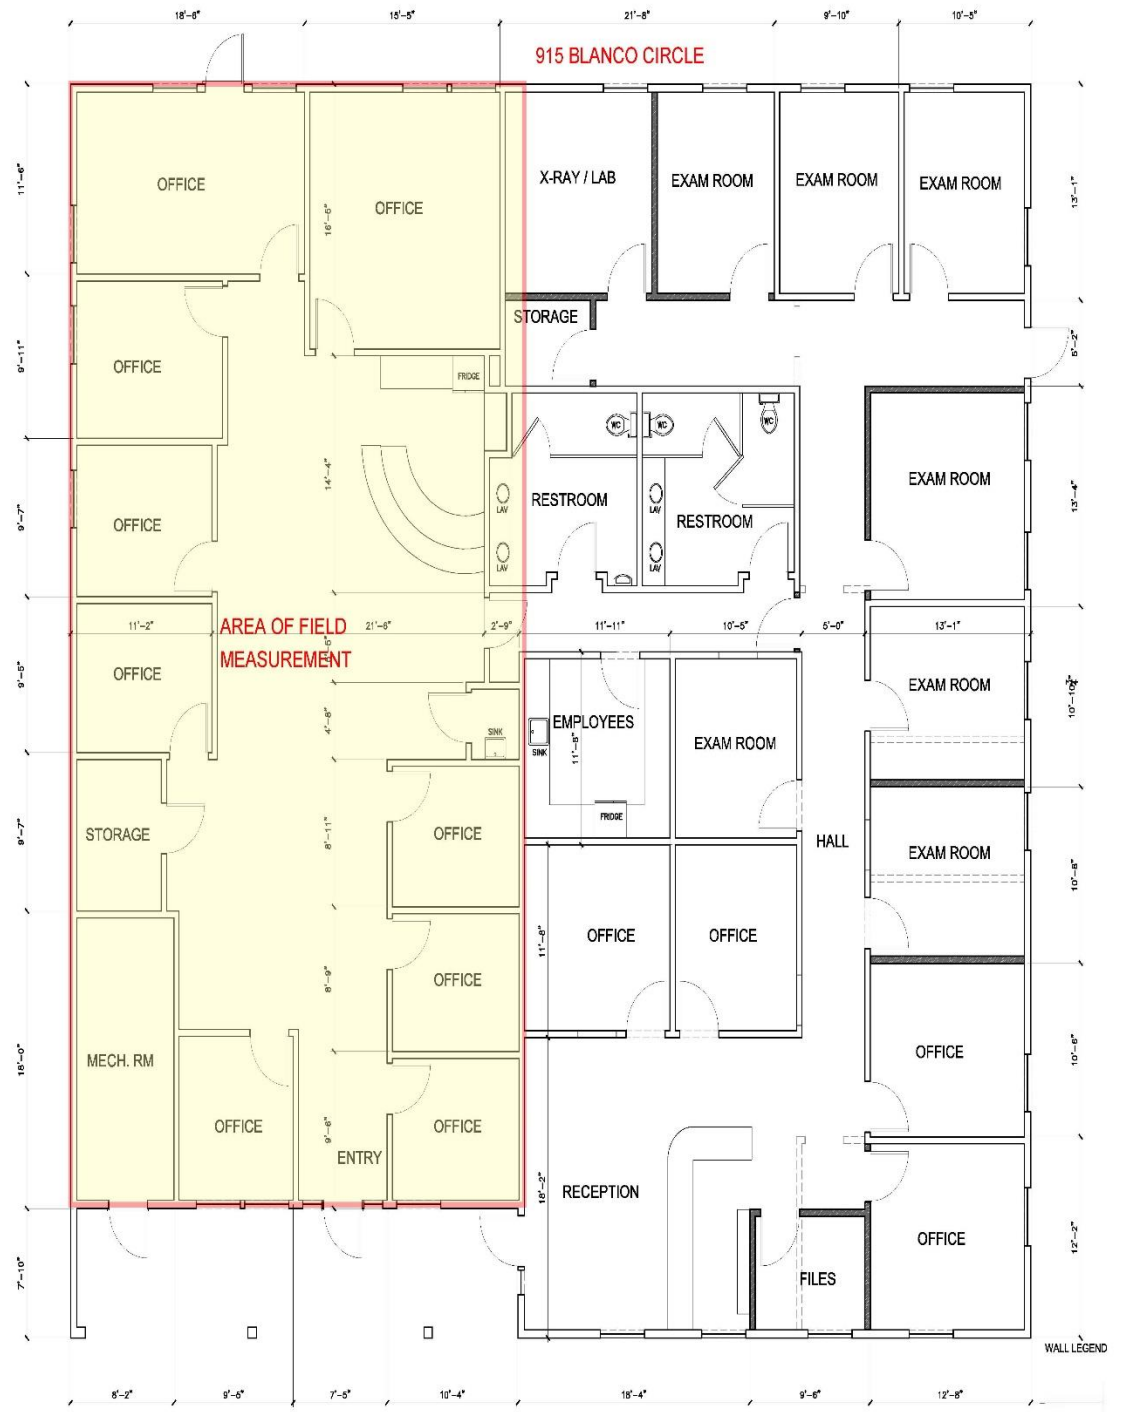 18'-6" 15'-5" 21'-8" 9'-10" 10'-5"
915 BLANCO CIRCLE
11'-6"
OFFICE
OFFICE
16'-5"
X-RAY / LAB
EXAM ROOM
EXAM ROOM
EXAM ROOM
13'-1"
STORAGE
5'-2"
9'-11"
OFFICE
FRIDGE
WC
WC
WC
14'-4"
9'-7"
OFFICE
LAV
LAV
RESTROOM
LAV
LAV
RESTROOM
EXAM ROOM
13'-4"
11'-2" 21'-6" 2'-9" 11'-11" 10'-5" 5'-0" 13'-1"
AREA OF FIELD
MEASUREMENT
9'-5"
OFFICE
4'-8"
SINK
SINK
EMPLOYEES
11'-8"
FRIDGE
EXAM ROOM
EXAM ROOM
9'-7"
STORAGE
8'-11"
OFFICE
HALL
EXAM ROOM
10'-8"
8'-9"
OFFICE
11'-8"
OFFICE
OFFICE
18'-0"
MECH. RM
OFFICE
10'-6"
OFFICE
9'-6"
ENTRY
OFFICE
18'-2"
RECEPTION
7'-10"
FILES
OFFICE
12'-2"
WALL LEGEND
8'-2" 9'-5" 7'-5" 10'-4" 18'-4" 9'-6" 12'-8"